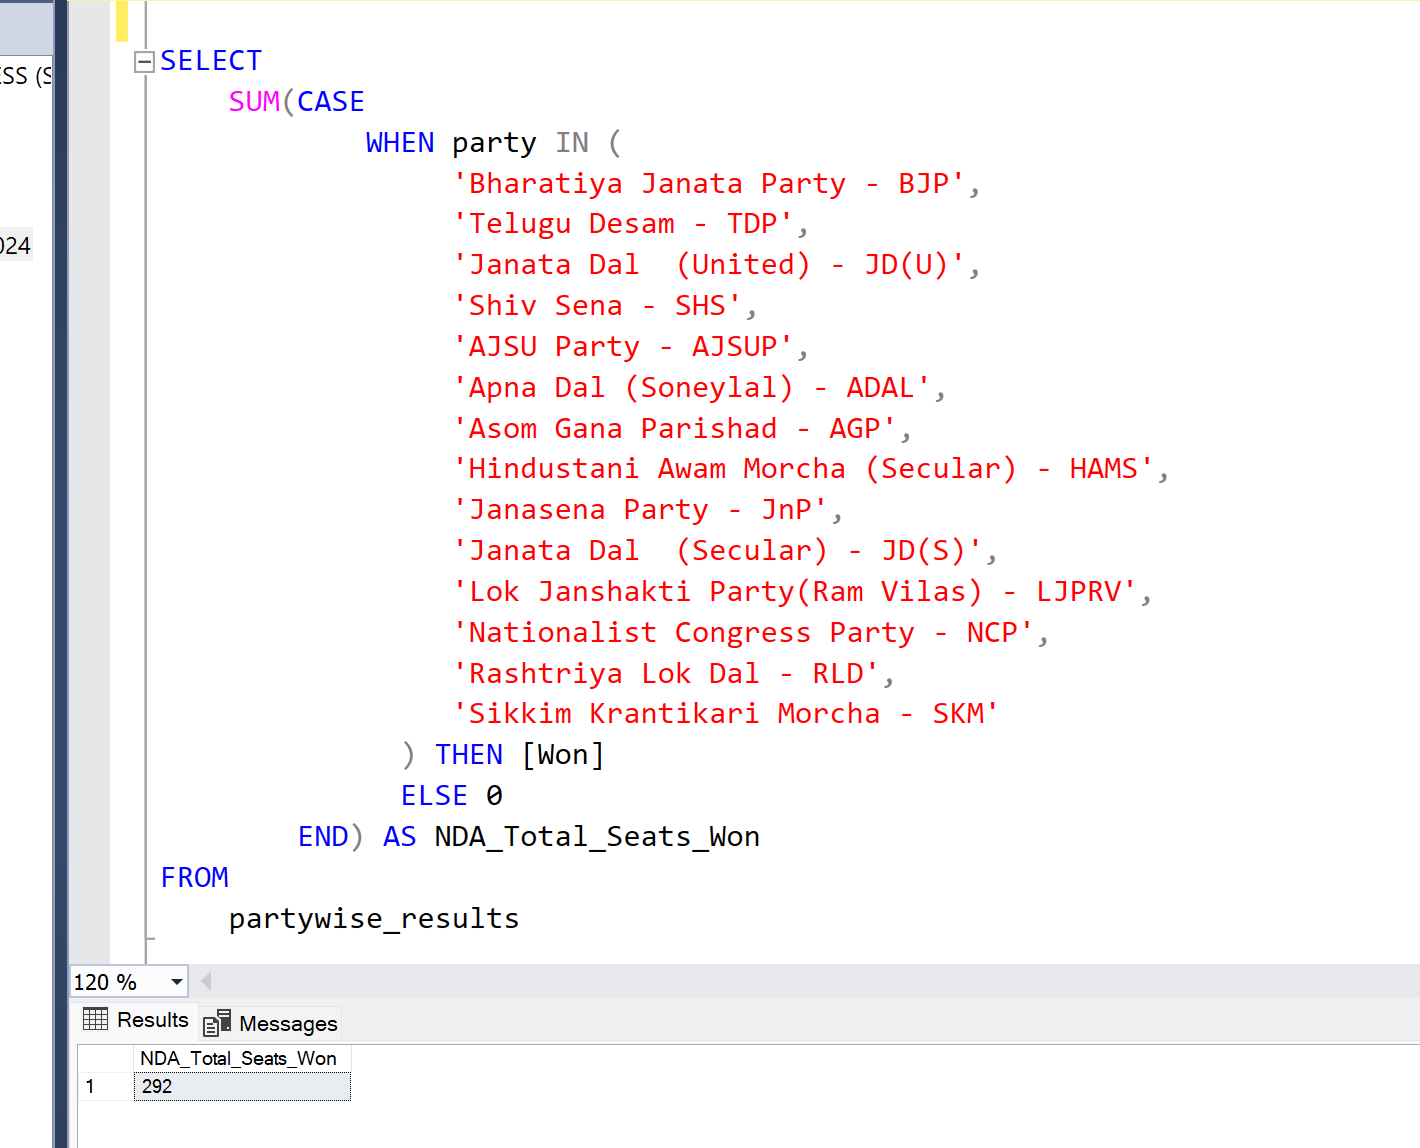 ESS (S
024
SELECT
SUM(CASE
WHEN party IN (
'Bharatiya Janata Party - BJP',
'Telugu Desam - TDP',
'Janata Dal  (United) - JD(U)',
'Shiv Sena - SHS',
'AJSU Party - AJSUP',
'Apna Dal (Soneylal) - ADAL',
'Asom Gana Parishad - AGP',
'Hindustani Awam Morcha (Secular) - HAMS',
'Janasena Party - JnP',
'Janata Dal  (Secular) - JD(S)',
'Lok Janshakti Party(Ram Vilas) - LJPRV',
'Nationalist Congress Party - NCP',
'Rashtriya Lok Dal - RLD',
'Sikkim Krantikari Morcha - SKM'
) THEN [Won]
ELSE 0
END) AS NDA_Total_Seats_Won
FROM
partywise_results
120 %
Results Messages
NDA_Total_Seats_Won
1 292